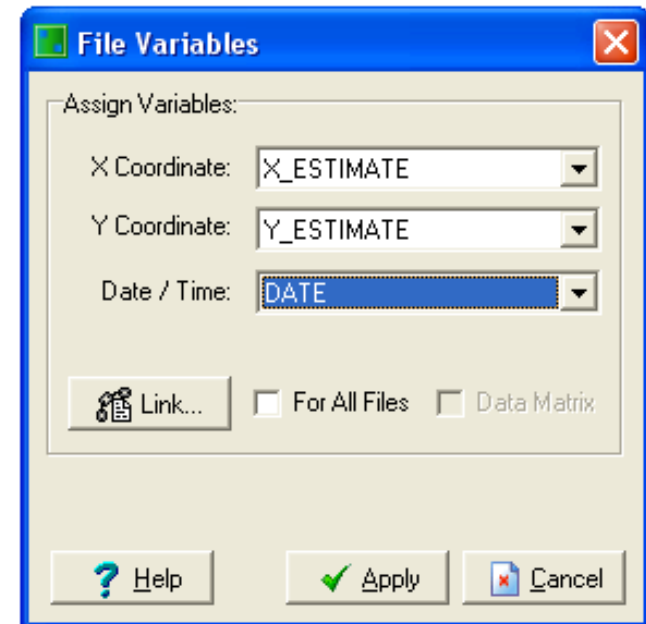 File Variables
Assign Variables:
X Coordinate: X_ESTIMATE
Y Coordinate: Y_ESTIMATE
Date / Time: DATE
Link... For All Files Data Matrix
? Help Apply Cancel